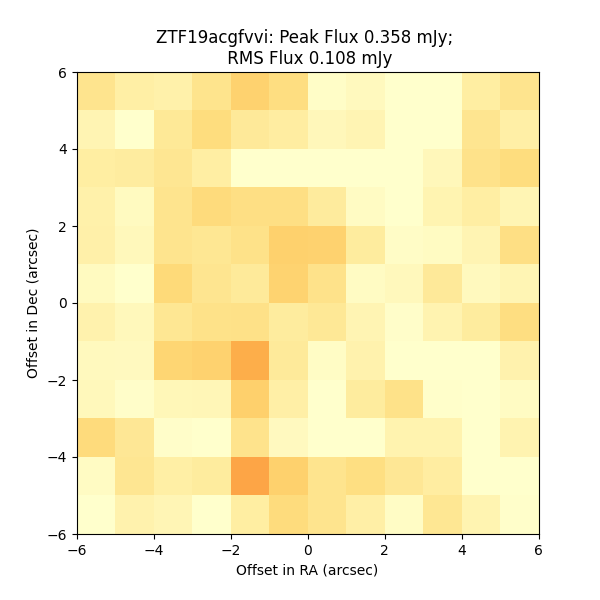 ZTF19acgfvvi: Peak Flux 0.358 mJy;
RMS Flux 0.108 mJy
6
4
2
0
−2
−4
−6
Offset in Dec (arcsec)
−6 −4 −2 0 2 4 6
Offset in RA (arcsec)